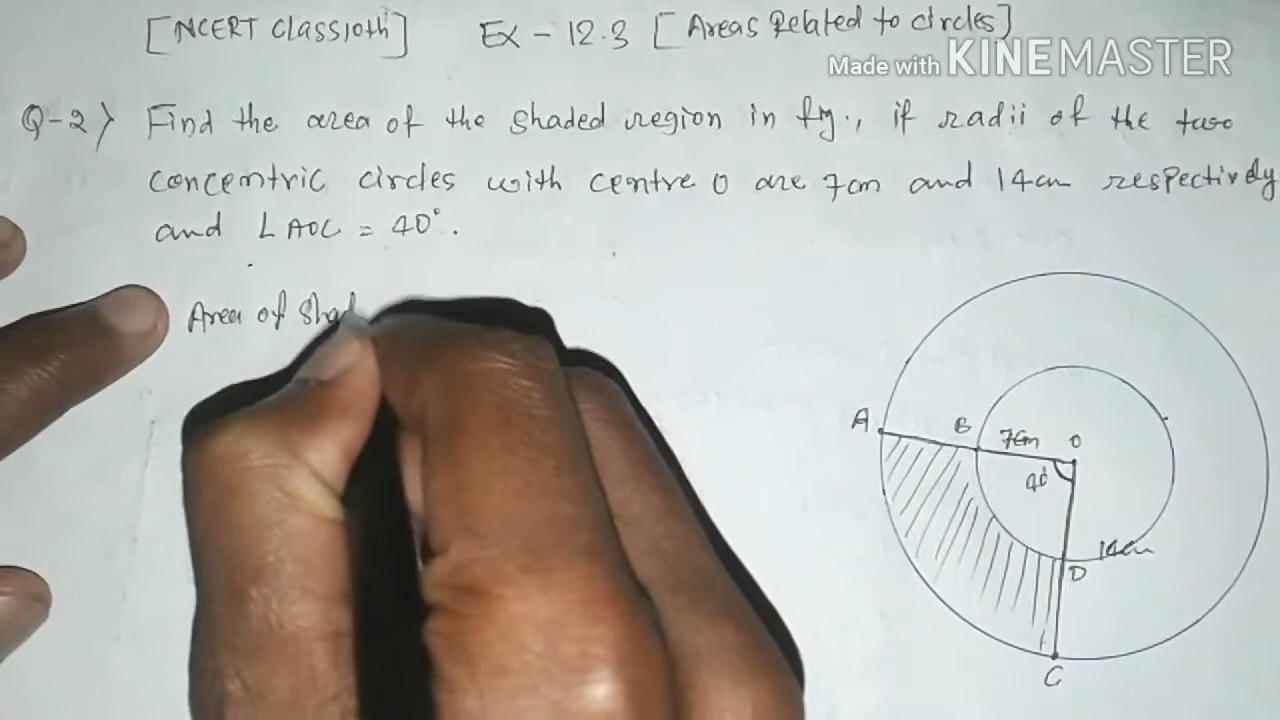 [NCERT Class 10th] Ex - 12.3 [Areas Related to circles]
Made with KINEMASTER
Q-2) Find the area of the shaded region in fig., if radii of the two
concentric circles with centre O are 7cm and 14cm respectively
and ∠AOC = 40°.
Area of Shad
A B 7cm O
40°
14cm
D
C